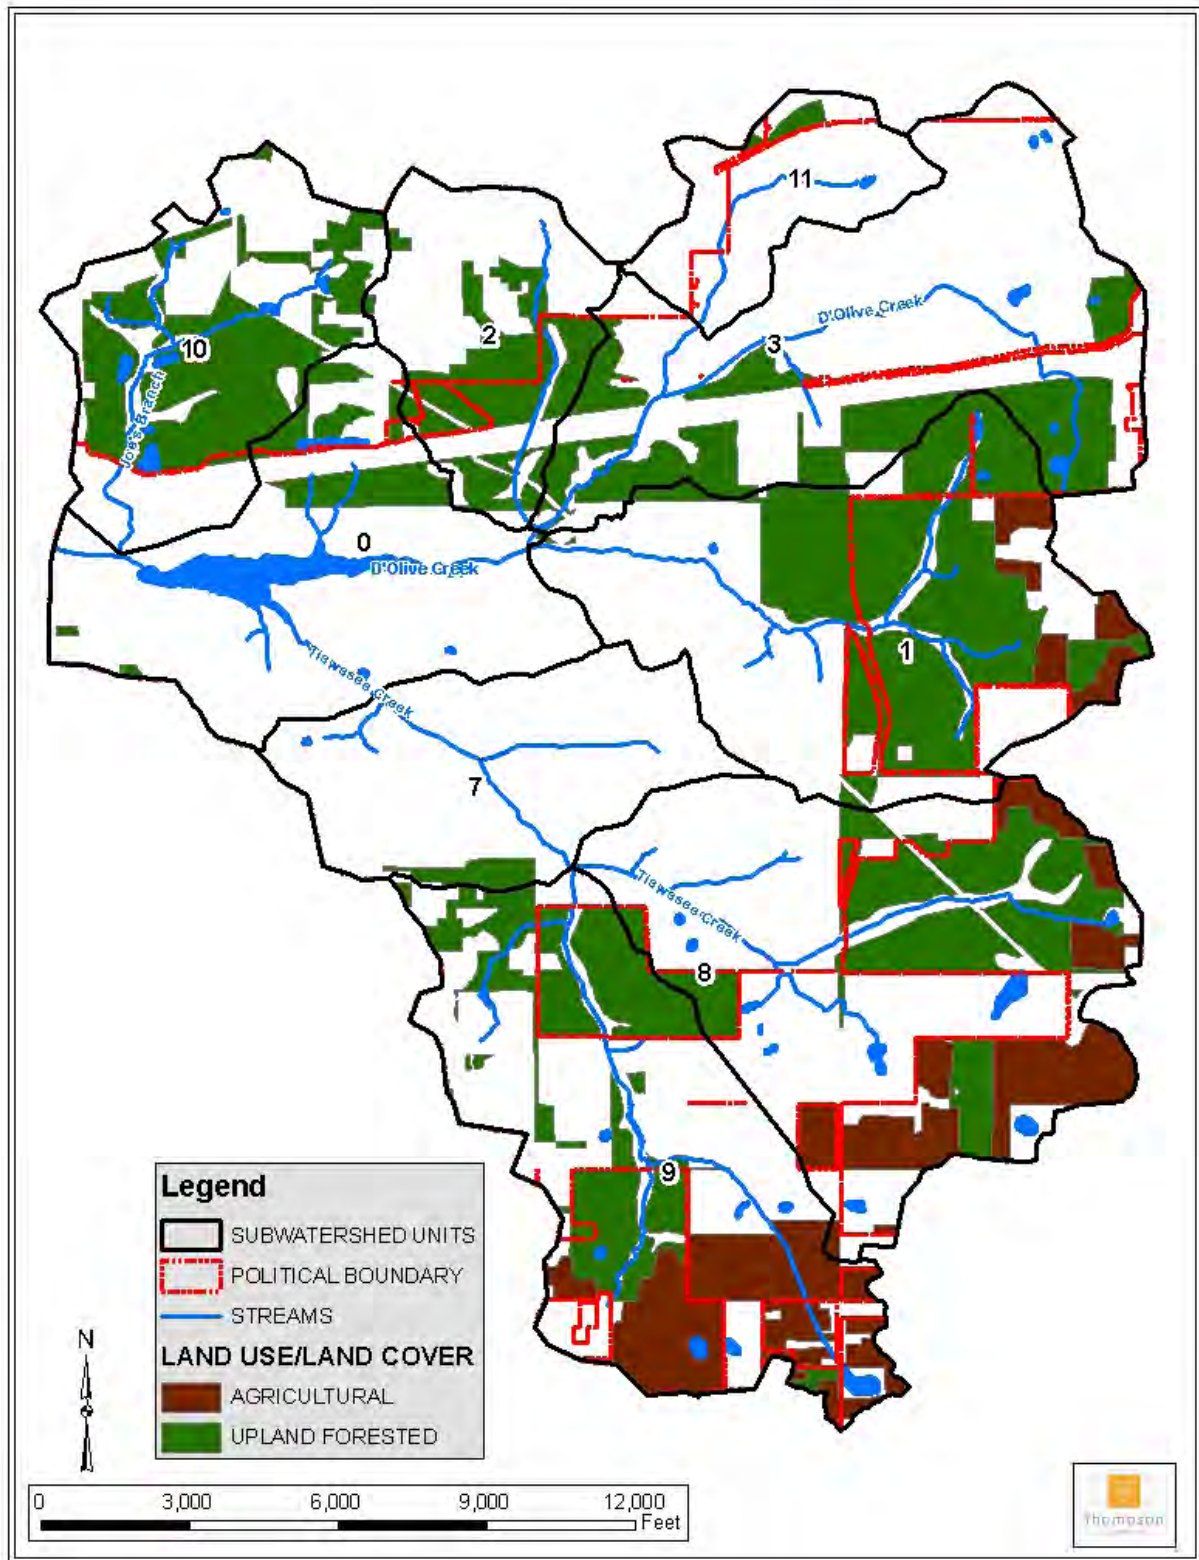 11
D'Olive Creek
3
2
10
Joe's Branch
0
D'Olive Creek
1
Tiawasee Creek
7
Tiawasee Creek
8
9
Legend
SUBWATERSHED UNITS
POLITICAL BOUNDARY
STREAMS
LAND USE/LAND COVER
AGRICULTURAL
UPLAND FORESTED
N
0 3,000 6,000 9,000 12,000
Feet
Thompson